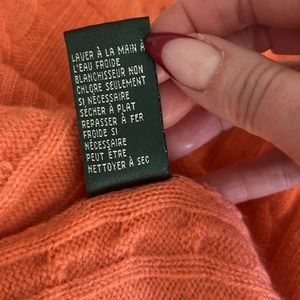 LAVER À LA MAIN À
L'EAU FROIDE
BLANCHISSEUR NON
CHLORE SEULEMENT
SI NÉCESSAIRE
SÉCHER À PLAT
REPASSER À FER
FROIDE SI
NÉCESSAIRE
PEUT ÊTRE
NETTOYER À SEC